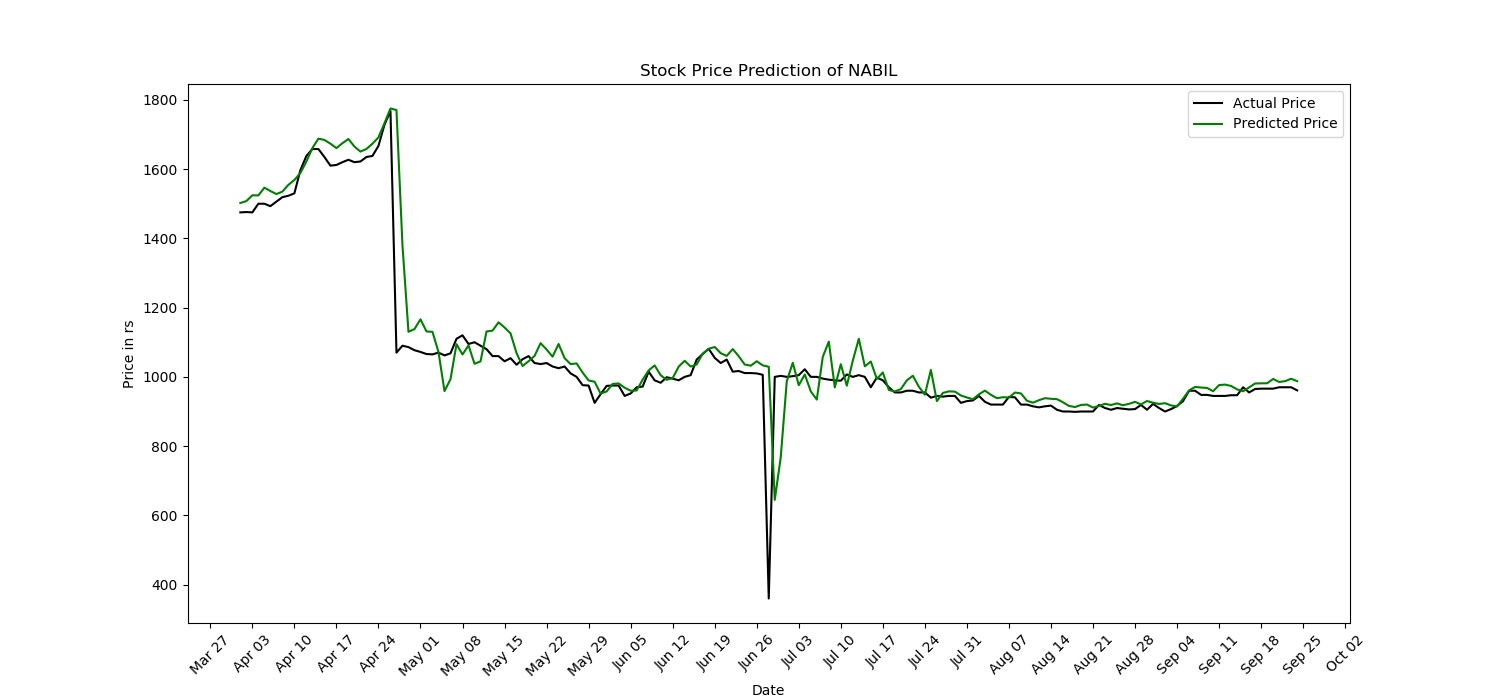 Stock Price Prediction of NABIL
Actual Price
Predicted Price
1800
1600
1400
1200
1000
800
600
400
Price in rs
Mar 27
Apr 03
Apr 10
Apr 17
Apr 24
May 01
May 08
May 15
May 22
May 29
Jun 05
Jun 12
Jun 19
Jun 26
Jul 03
Jul 10
Jul 17
Jul 24
Jul 31
Aug 07
Aug 14
Aug 21
Aug 28
Sep 04
Sep 11
Sep 18
Sep 25
Oct 02
Date